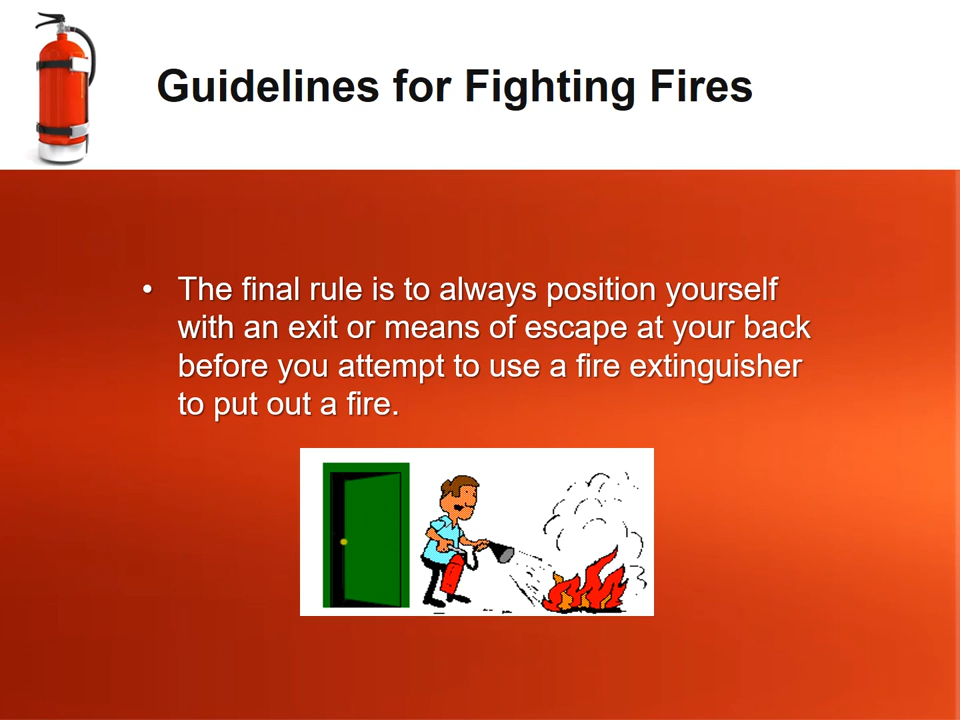 Guidelines for Fighting Fires
• The final rule is to always position yourself
with an exit or means of escape at your back
before you attempt to use a fire extinguisher
to put out a fire.